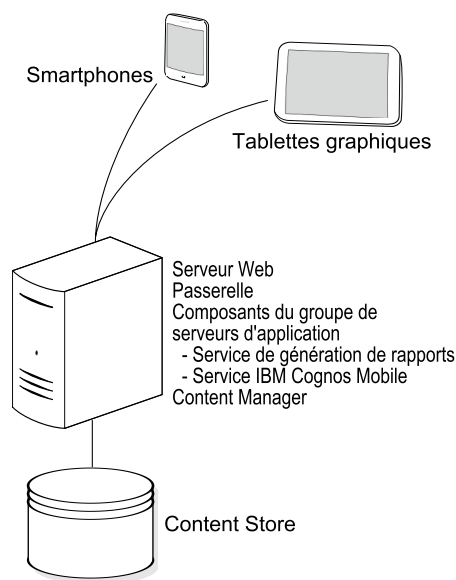 Smartphones
Tablettes graphiques
Serveur Web
Passerelle
Composants du groupe de
serveurs d'application
- Service de génération de rapports
- Service IBM Cognos Mobile
Content Manager
Content Store